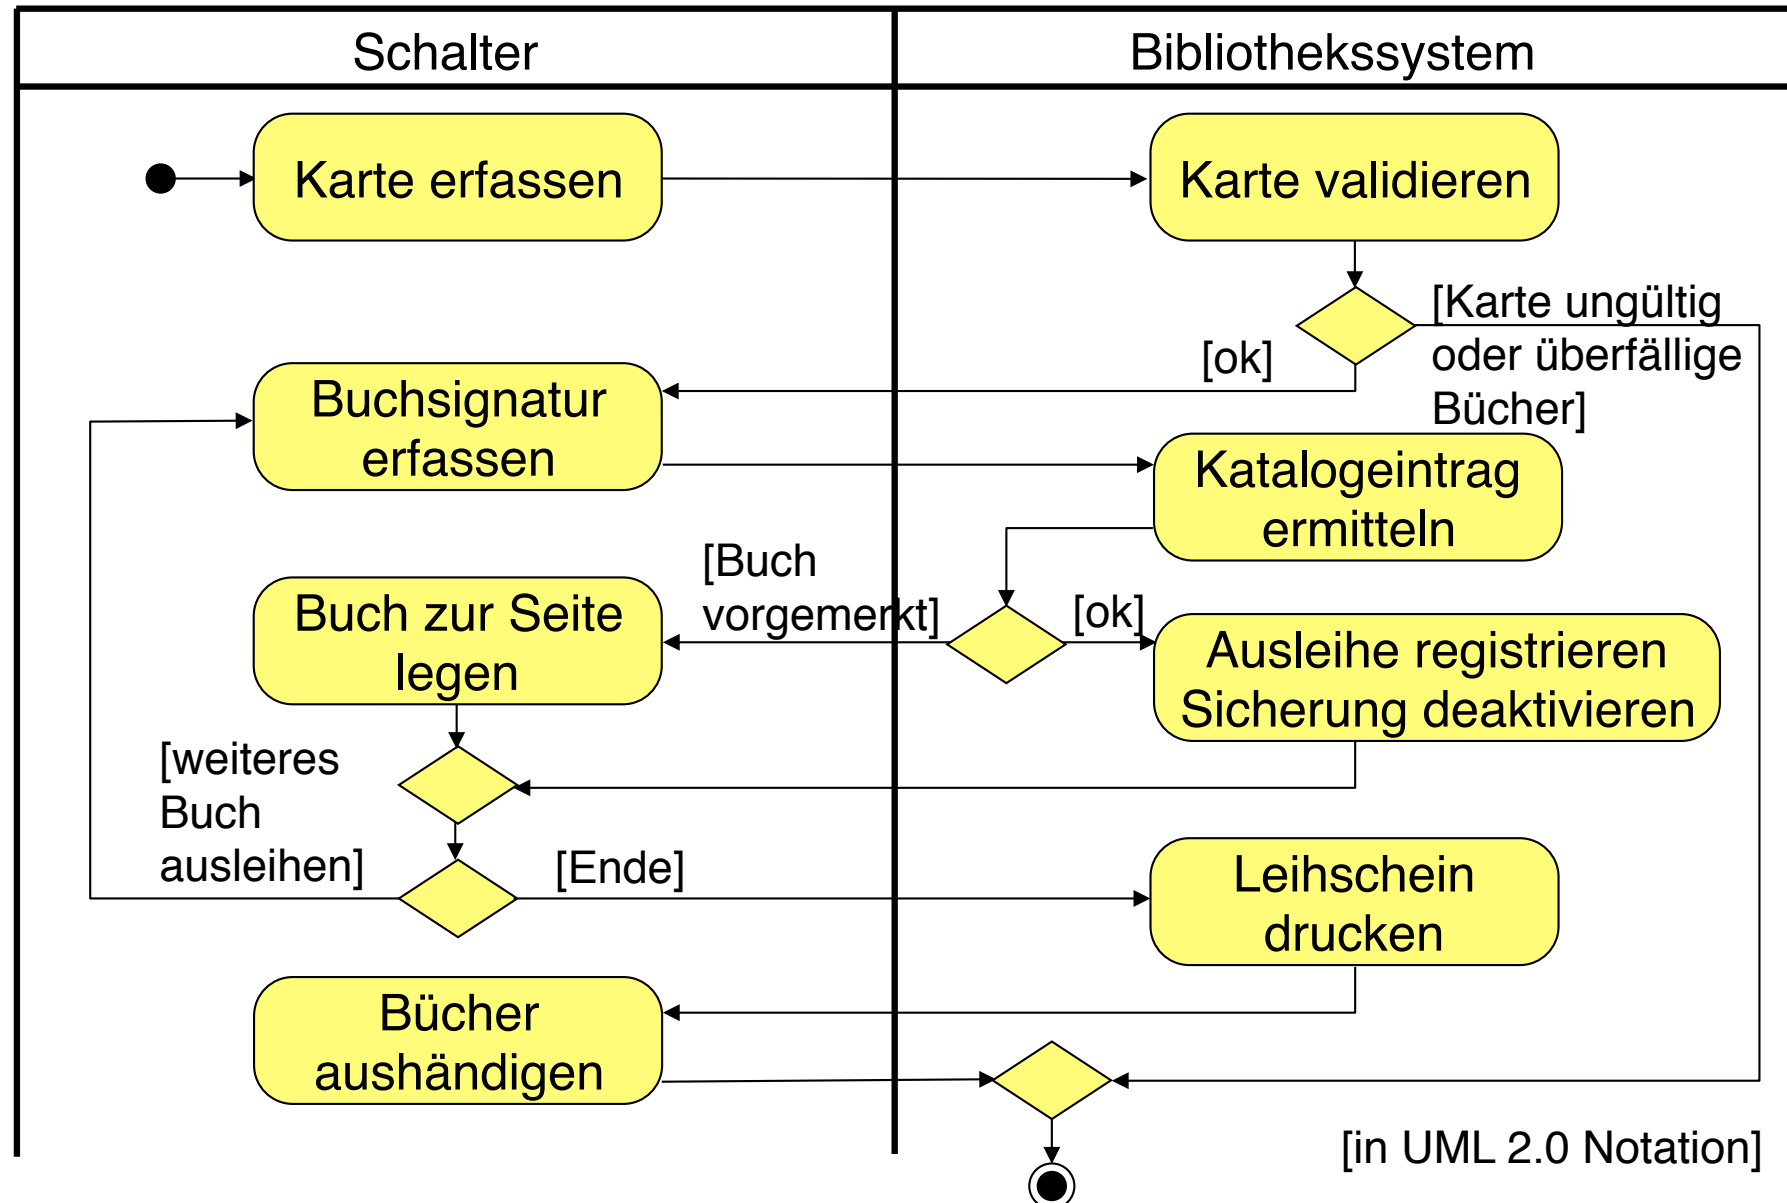 Schalter
Bibliothekssystem
Karte erfassen
Karte validieren
[Karte ungültig
oder überfällige
Bücher]
[ok]
Buchsignatur
erfassen
Katalogeintrag
ermitteln
[Buch
vorgemerkt]
[ok]
Buch zur Seite
legen
Ausleihe registrieren
Sicherung deaktivieren
[weiteres
Buch
ausleihen]
[Ende]
Leihschein
drucken
Bücher
aushändigen
[in UML 2.0 Notation]